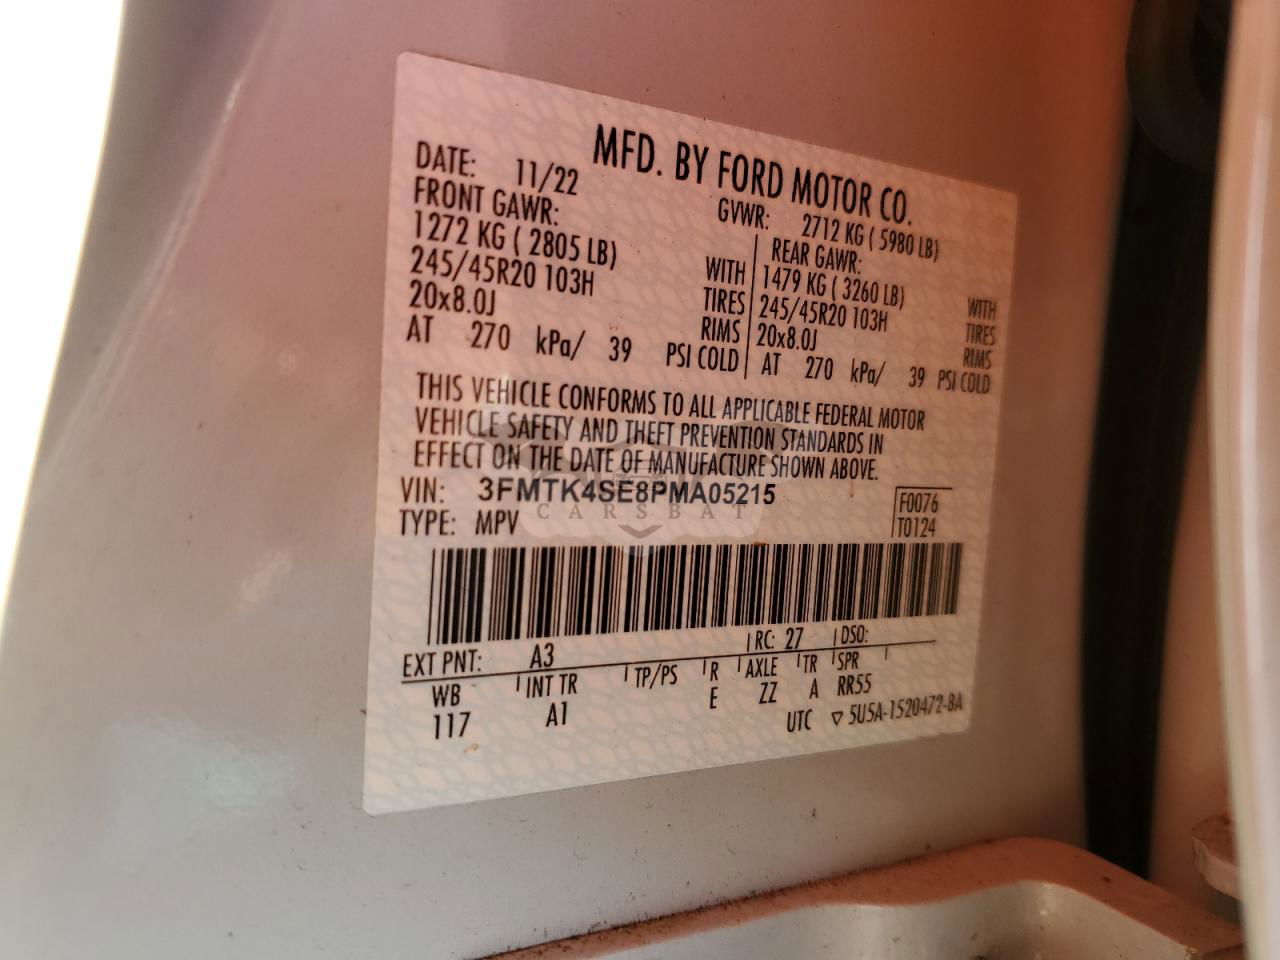 MFD. BY FORD MOTOR CO.
DATE: 11/22 GVWR: 2712 KG ( 5980 LB)
FRONT GAWR: REAR GAWR:
1272 KG ( 2805 LB) WITH 1479 KG ( 3260 LB) WITH
245/45R20 103H TIRES 245/45R20 103H TIRES
20x8.0J RIMS 20x8.0J RIMS
AT 270 kPa/ 39 PSI COLD AT 270 kPa/ 39 PSI COLD
THIS VEHICLE CONFORMS TO ALL APPLICABLE FEDERAL MOTOR
VEHICLE SAFETY AND THEFT PREVENTION STANDARDS IN
EFFECT ON THE DATE OF MANUFACTURE SHOWN ABOVE.
VIN: 3FMTK4SE8PMA05215 F0076
TYPE: MPV T0124
CARSBAT
EXT PNT: A3 RC: 27 DSO:
WB INT TR TP/PS R AXLE TR SPR
117 A1 E ZZ A RR55
UTC ▽ 5U5A-1520472-BA